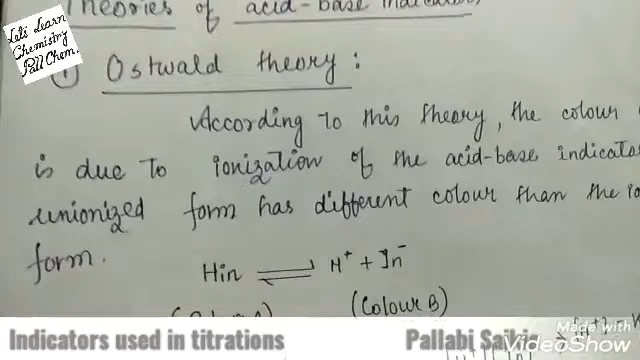 Theories of acid-base indicators
Let's Learn
Chemistry
Pall Chem.
① Ostwald theory:
According to this theory, the colour
is due to ionization of the acid-base indicator
unionized form has different colour than the
form.
Hin ⇌ H⁺ + In⁻
(Colour B)
Indicators used in titrations
Pallabi Saikia
Made with
VideoShow